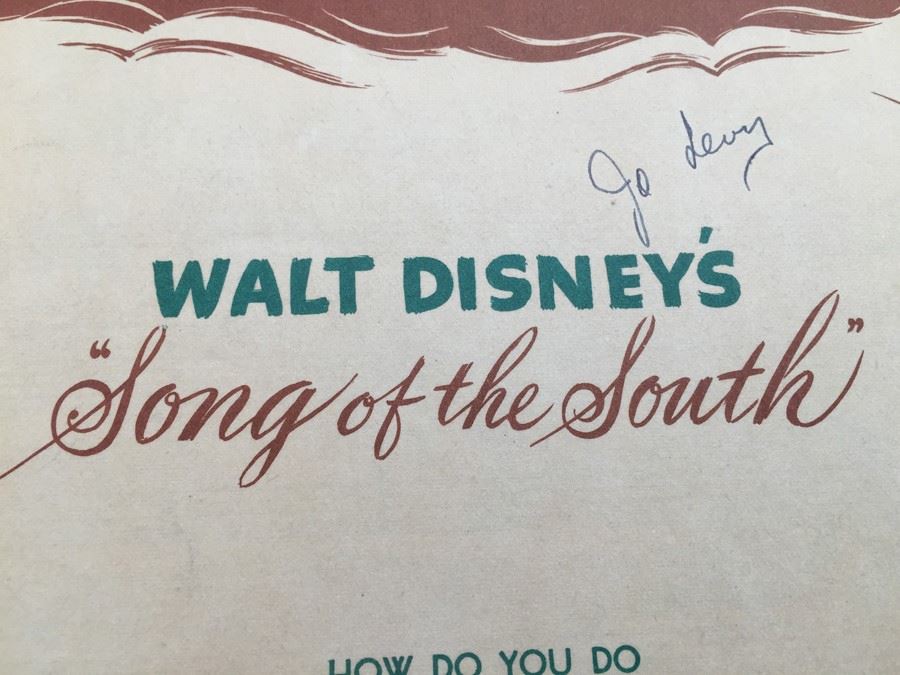 Jo Levy
WALT DISNEY'S
"Song of the South"
HOW DO YOU DO